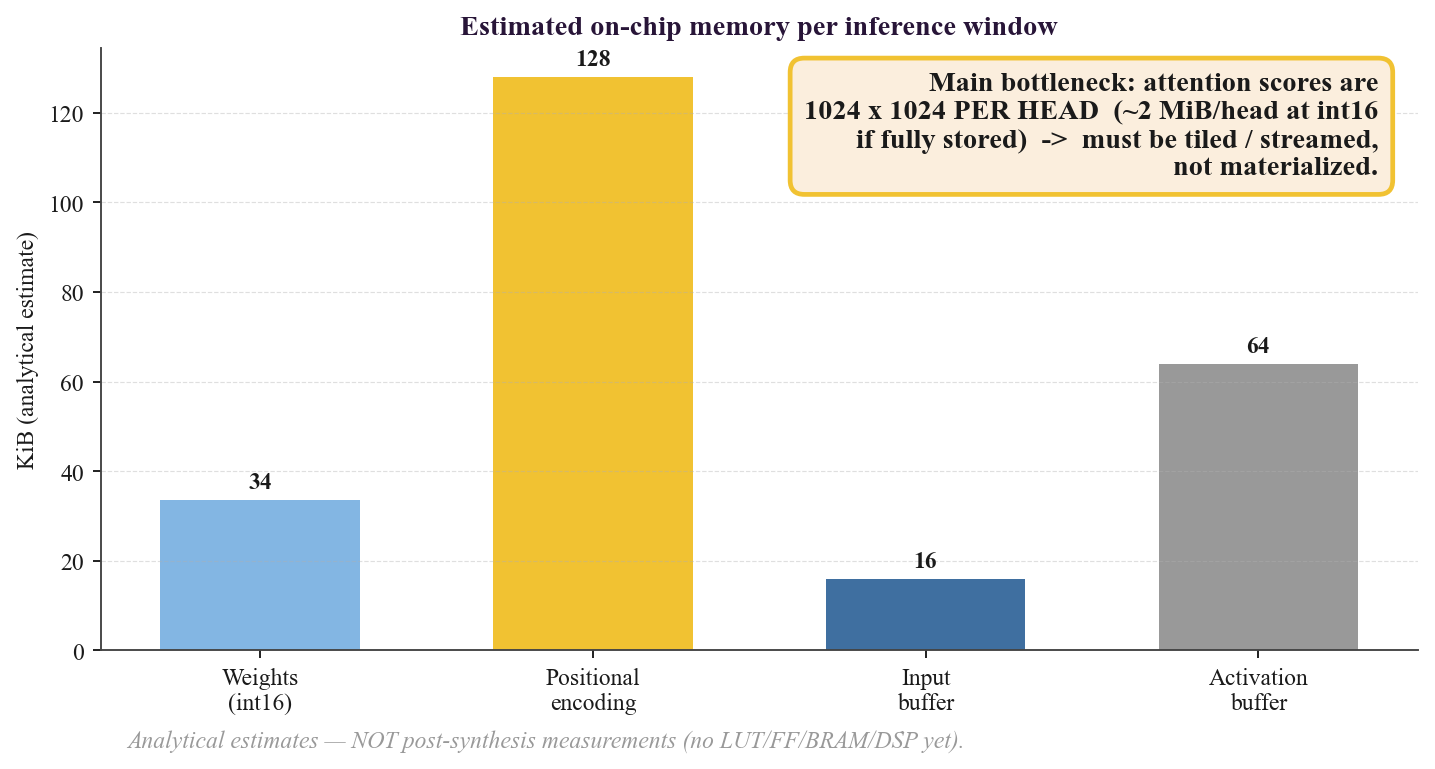 Estimated on-chip memory per inference window
128
Main bottleneck: attention scores are
1024 x 1024 PER HEAD (~2 MiB/head at int16
if fully stored) -> must be tiled / streamed,
not materialized.
KiB (analytical estimate)
120
100
80
60
40
20
0
34
16
64
Weights
(int16)
Positional
encoding
Input
buffer
Activation
buffer
Analytical estimates — NOT post-synthesis measurements (no LUT/FF/BRAM/DSP yet).